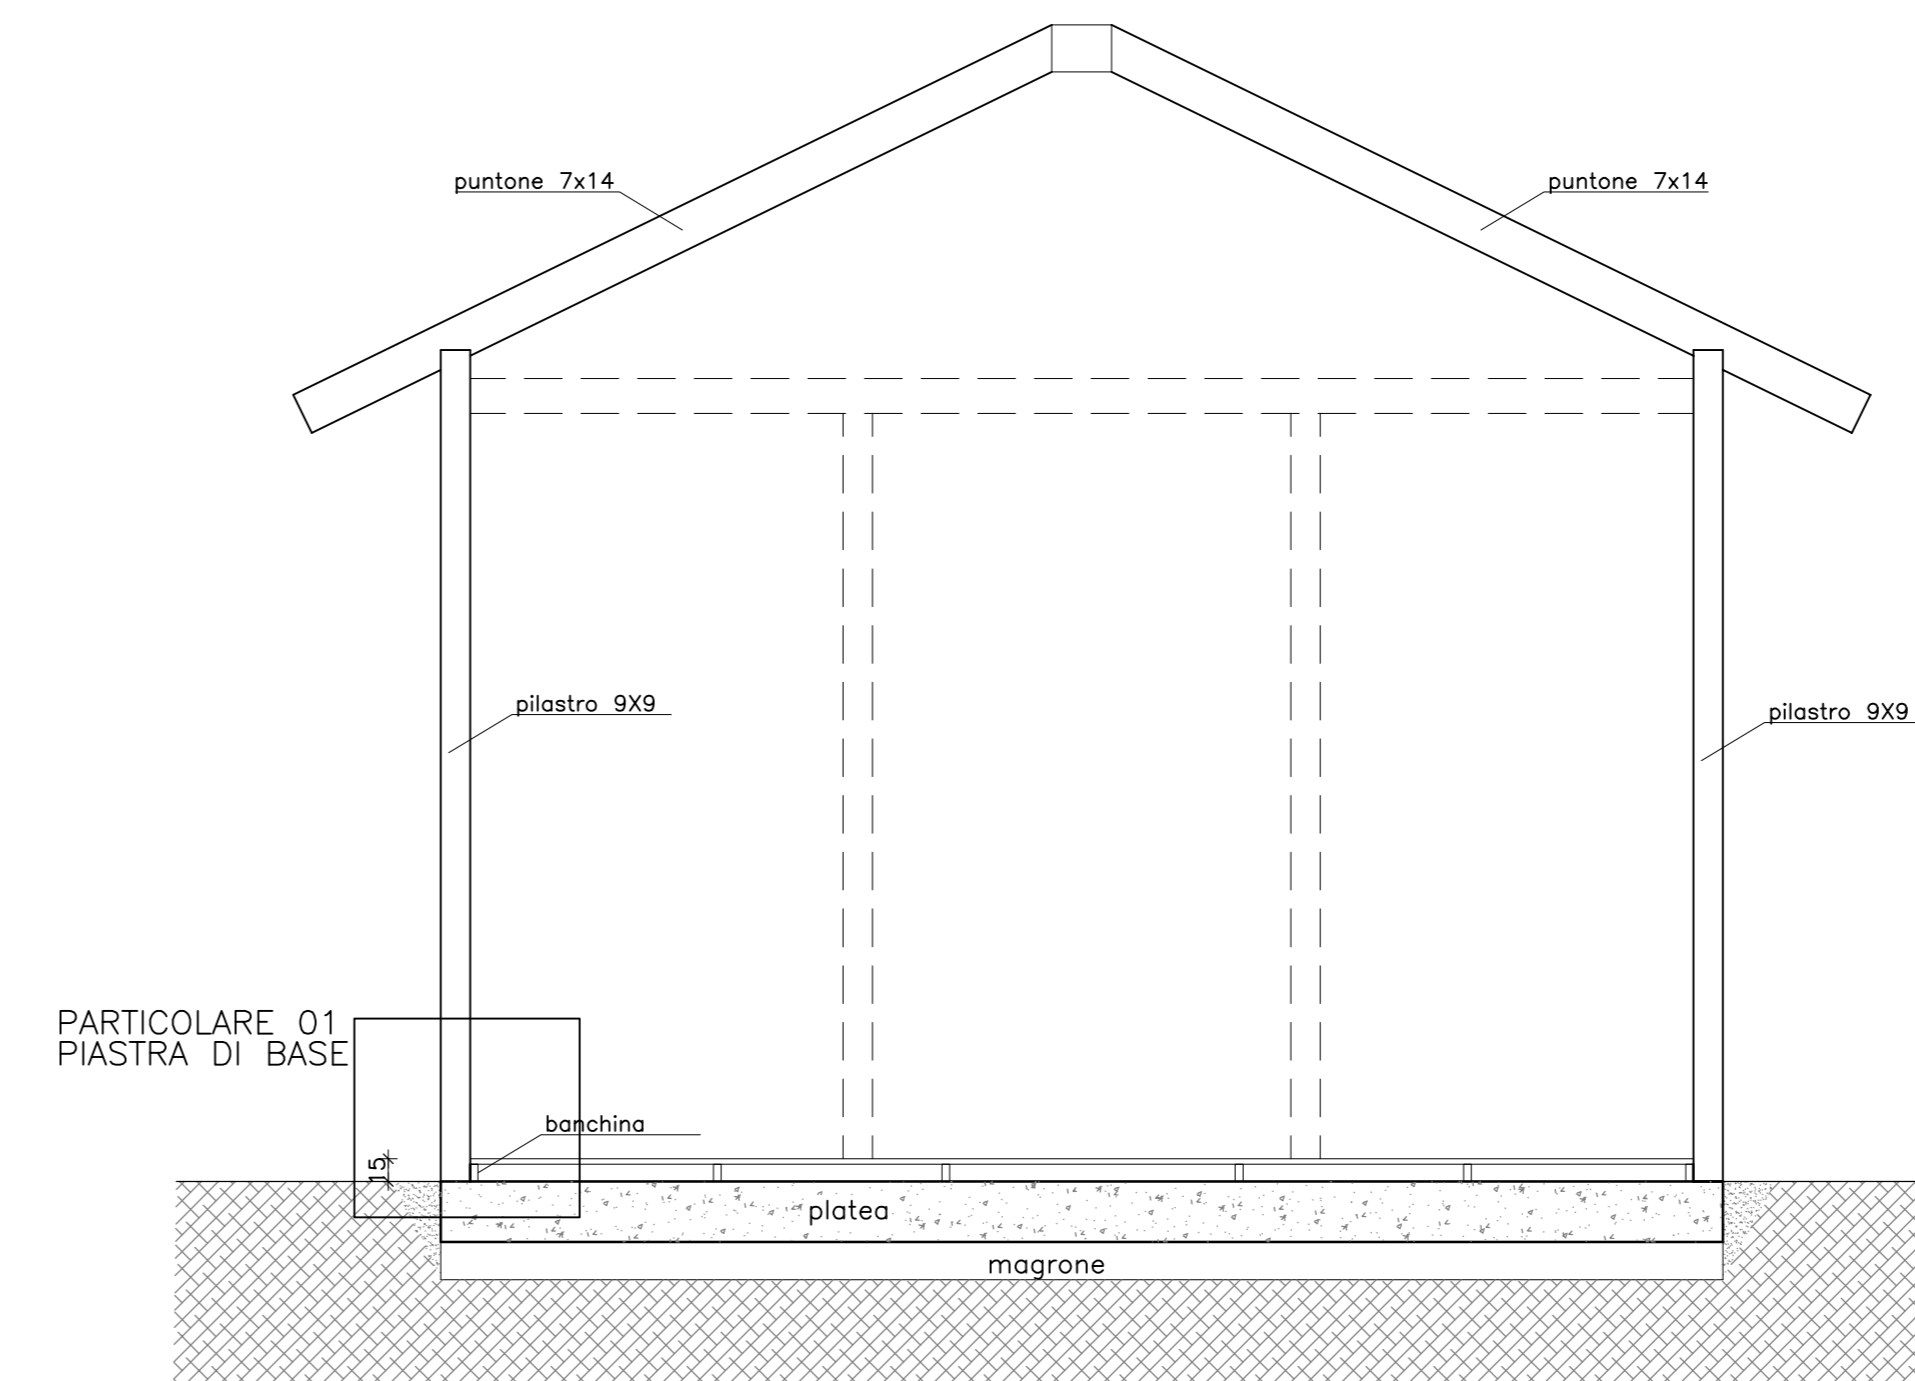 puntone 7x14
puntone 7x14
pilastro 9X9
pilastro 9X9
PARTICOLARE 01
PIASTRA DI BASE
banchina
15
platea
magrone